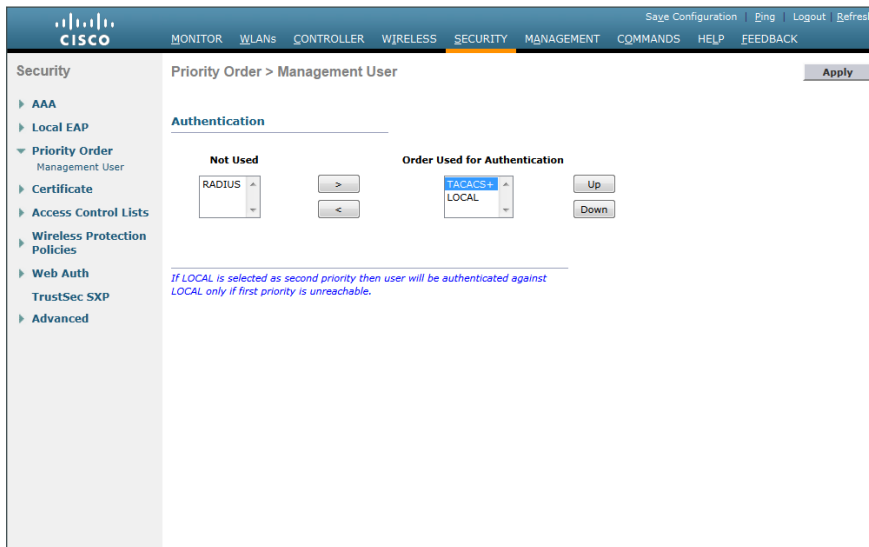 Save Configuration | Ping | Logout | Refresh
CISCO
MONITOR WLANs CONTROLLER WIRELESS SECURITY MANAGEMENT COMMANDS HELP FEEDBACK
Security
AAA
Local EAP
Priority Order
Management User
Certificate
Access Control Lists
Wireless Protection
Policies
Web Auth
TrustSec SXP
Advanced
Priority Order > Management User
Apply
Authentication
Not Used
Order Used for Authentication
RADIUS
>
<
TACACS+
LOCAL
Up
Down
If LOCAL is selected as second priority then user will be authenticated against
LOCAL only if first priority is unreachable.